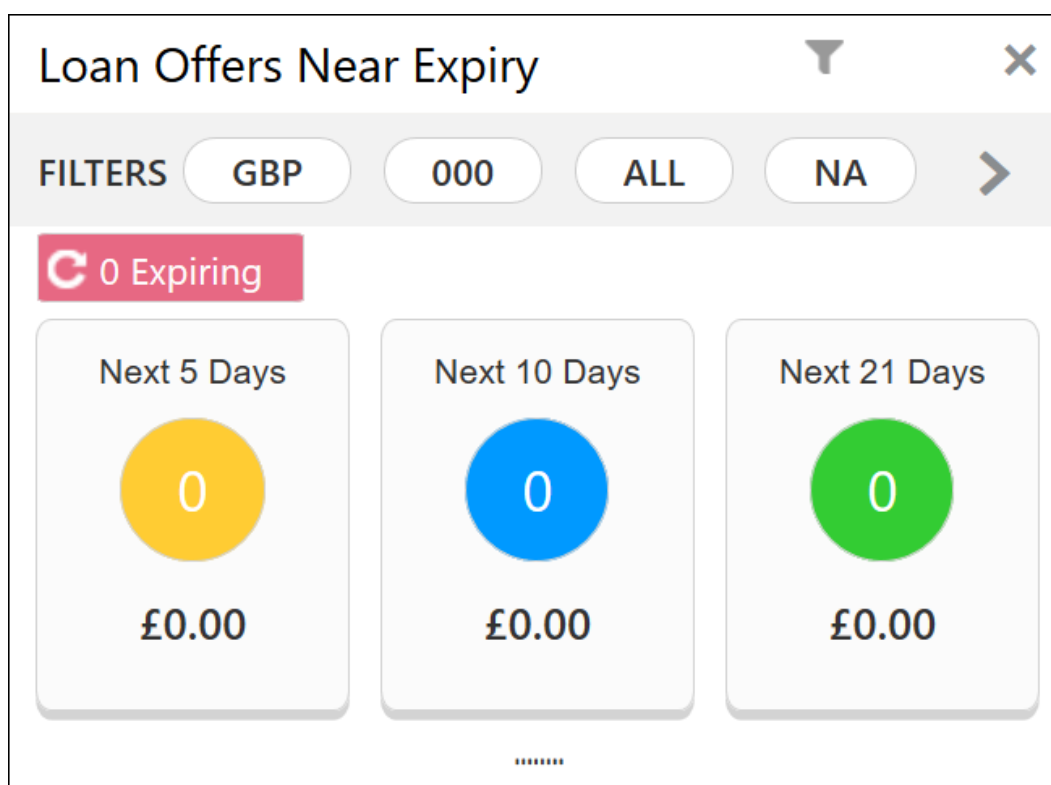 Loan Offers Near Expiry
FILTERS GBP 000 ALL NA
0 Expiring
Next 5 Days Next 10 Days Next 21 Days
0 0 0
£0.00 £0.00 £0.00